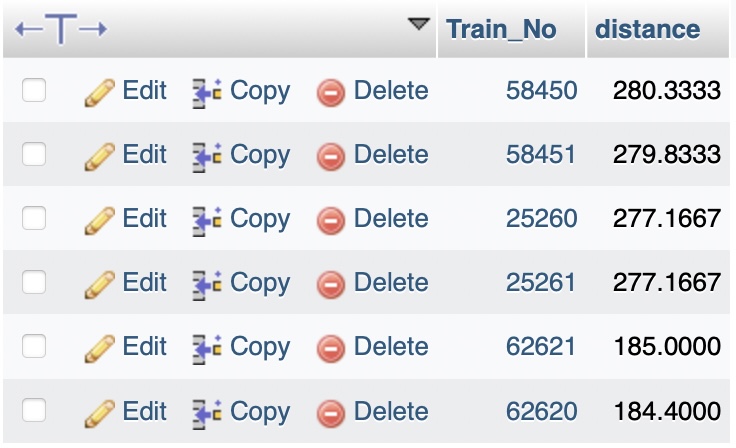 ←T→ Train_No distance
Edit Copy Delete 58450 280.3333
Edit Copy Delete 58451 279.8333
Edit Copy Delete 25260 277.1667
Edit Copy Delete 25261 277.1667
Edit Copy Delete 62621 185.0000
Edit Copy Delete 62620 184.4000